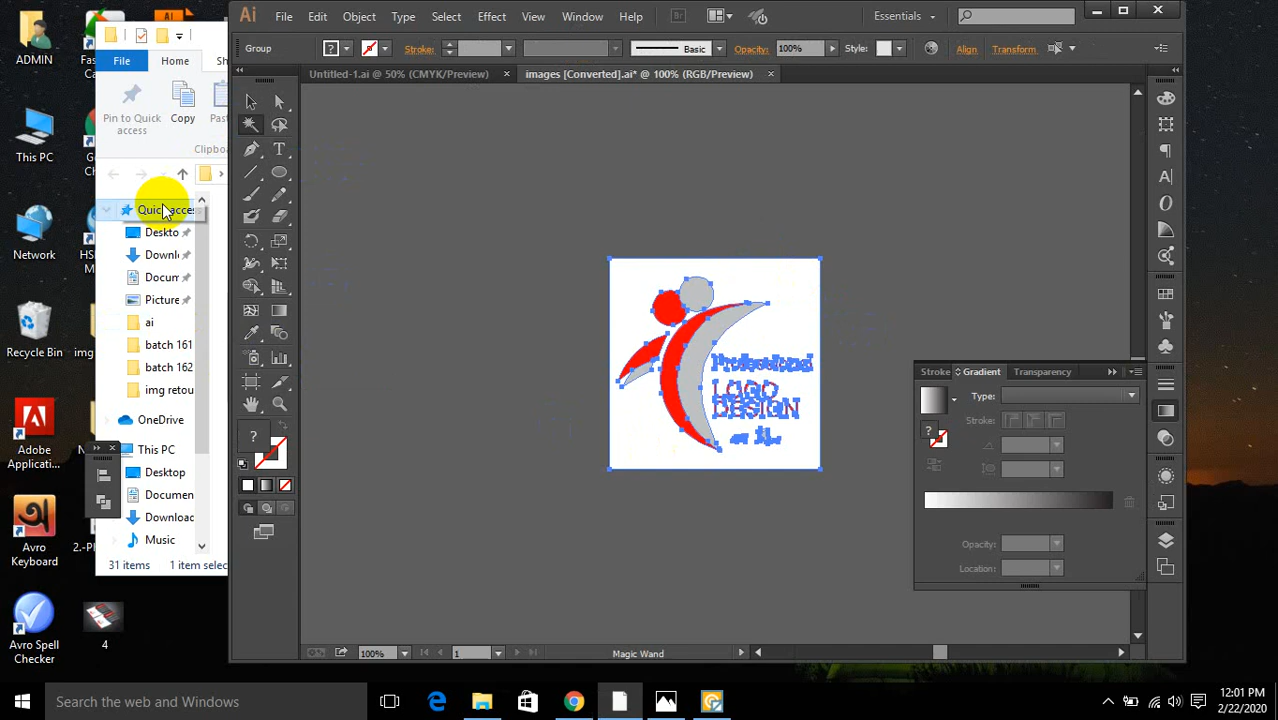 ADMIN
This PC
Network
Recycle Bin
Adobe
Applicati...
Avro
Keyboard
Avro Spell
Checker
4
File
Home
Pin to Quick
access
Copy
Quick access
Deskto
Downl
Docum
Picture
ai
batch 161
batch 162
img retou
OneDrive
This PC
Desktop
Documen
Download
Music
31 items
1 item selec
Ai
File Edit Object Type Select Effect View Window Help
Br
Essentials
Group
?
Stroke:
Basic
Opacity: 100%
Style:
Align
Transform
Untitled-1.ai @ 50% (CMYK/Preview)
images [Converted].ai* @ 100% (RGB/Preview)
LOGO
DESIGN
?
Stroke
Gradient
Transparency
Type:
Stroke:
?
Opacity:
Location:
100%
1
Magic Wand
Search the web and Windows
12:01 PM
2/22/2020